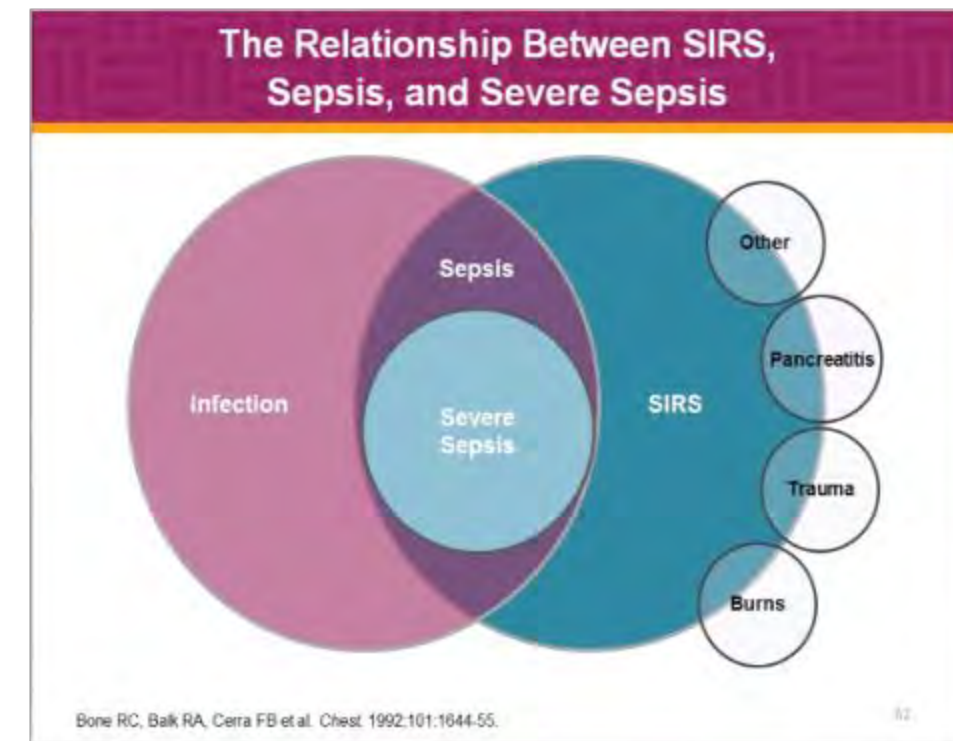 The Relationship Between SIRS,
Sepsis, and Severe Sepsis
Other
Sepsis
Pancreatitis
Infection
Severe
Sepsis
SIRS
Trauma
Burns
Bone RC, Balk RA, Cerra FB et al. Chest. 1992;101:1644-55.